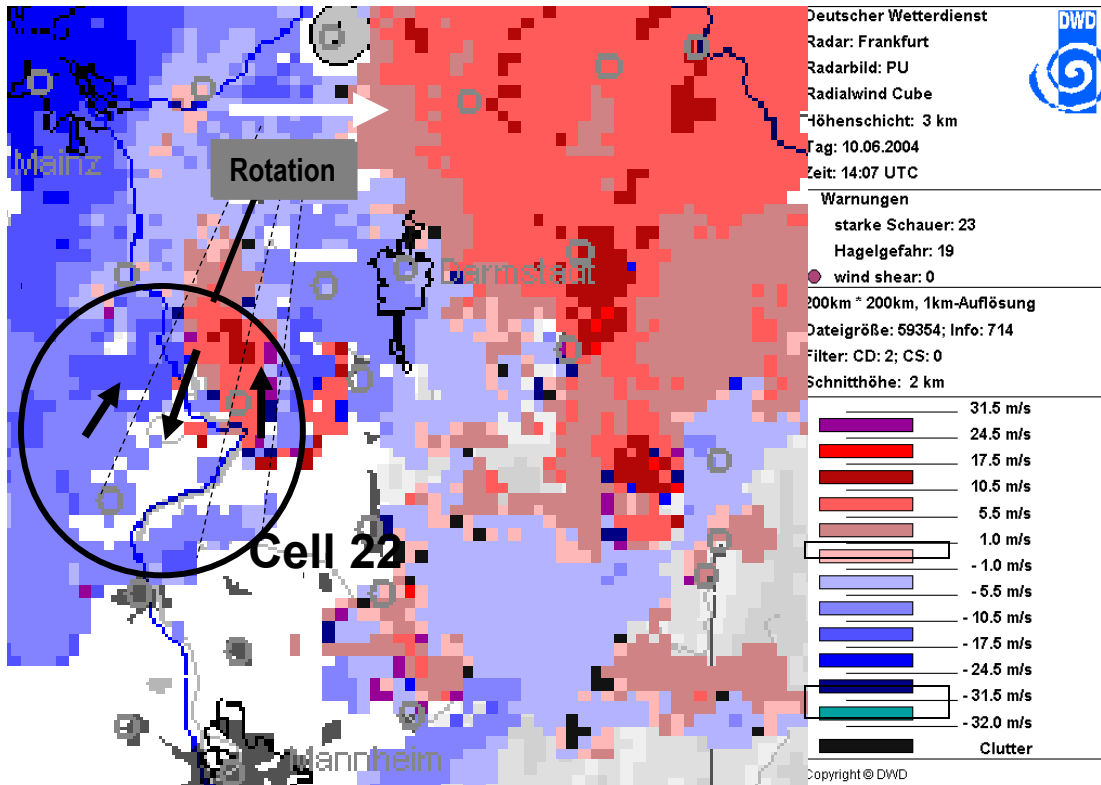 Mainz
Rotation
Darmstadt
Cell 22
Mannheim
Deutscher Wetterdienst
DWD
Radar: Frankfurt
Radarbild: PU
Radialwind Cube
Höhenschicht: 3 km
Tag: 10.06.2004
Zeit: 14:07 UTC
Warnungen
starke Schauer: 23
Hagelgefahr: 19
wind shear: 0
200km * 200km, 1km-Auflösung
Dateigröße: 59354; Info: 714
Filter: CD: 2; CS: 0
Schnitthöhe: 2 km
31.5 m/s
24.5 m/s
17.5 m/s
10.5 m/s
5.5 m/s
1.0 m/s
- 1.0 m/s
- 5.5 m/s
- 10.5 m/s
- 17.5 m/s
- 24.5 m/s
- 31.5 m/s
- 32.0 m/s
Clutter
Copyright © DWD